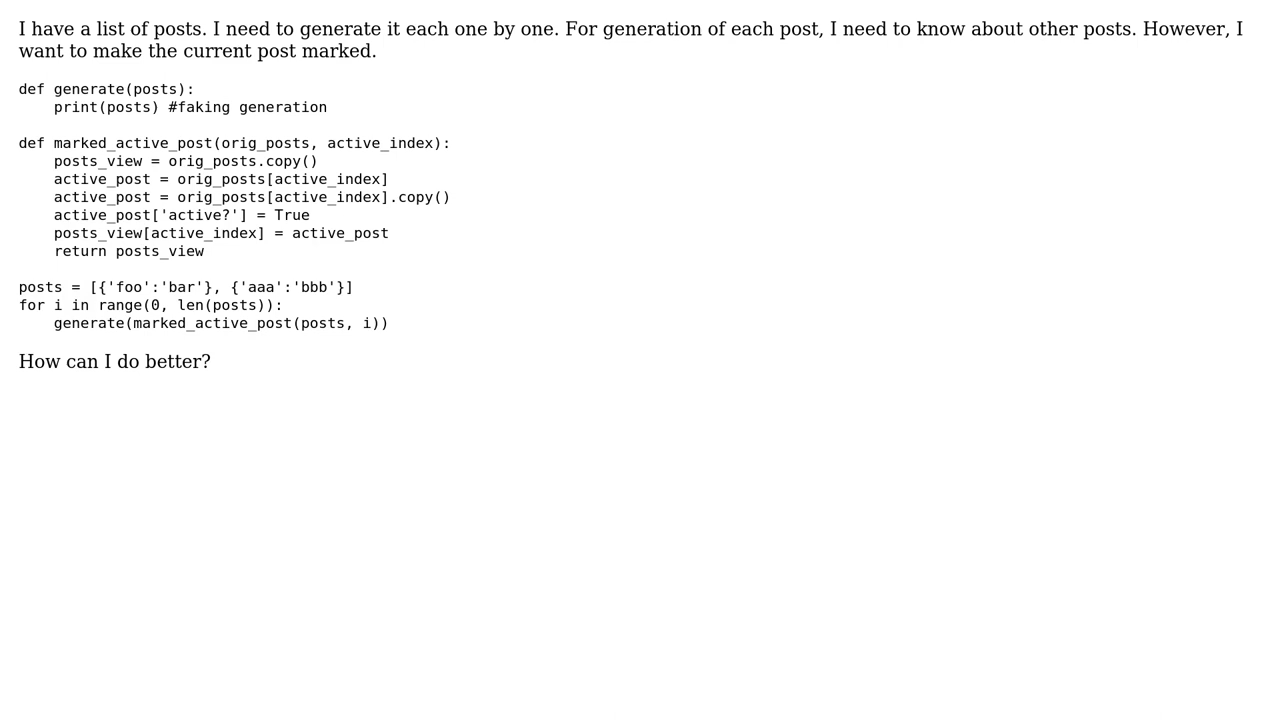 I have a list of posts. I need to generate it each one by one. For generation of each post, I need to know about other posts. However, I
want to make the current post marked.
def generate(posts):
    print(posts) #faking generation
def marked_active_post(orig_posts, active_index):
    posts_view = orig_posts.copy()
    active_post = orig_posts[active_index]
    active_post = orig_posts[active_index].copy()
    active_post['active?'] = True
    posts_view[active_index] = active_post
    return posts_view
posts = [{'foo':'bar'}, {'aaa':'bbb'}]
for i in range(0, len(posts)):
    generate(marked_active_post(posts, i))
How can I do better?